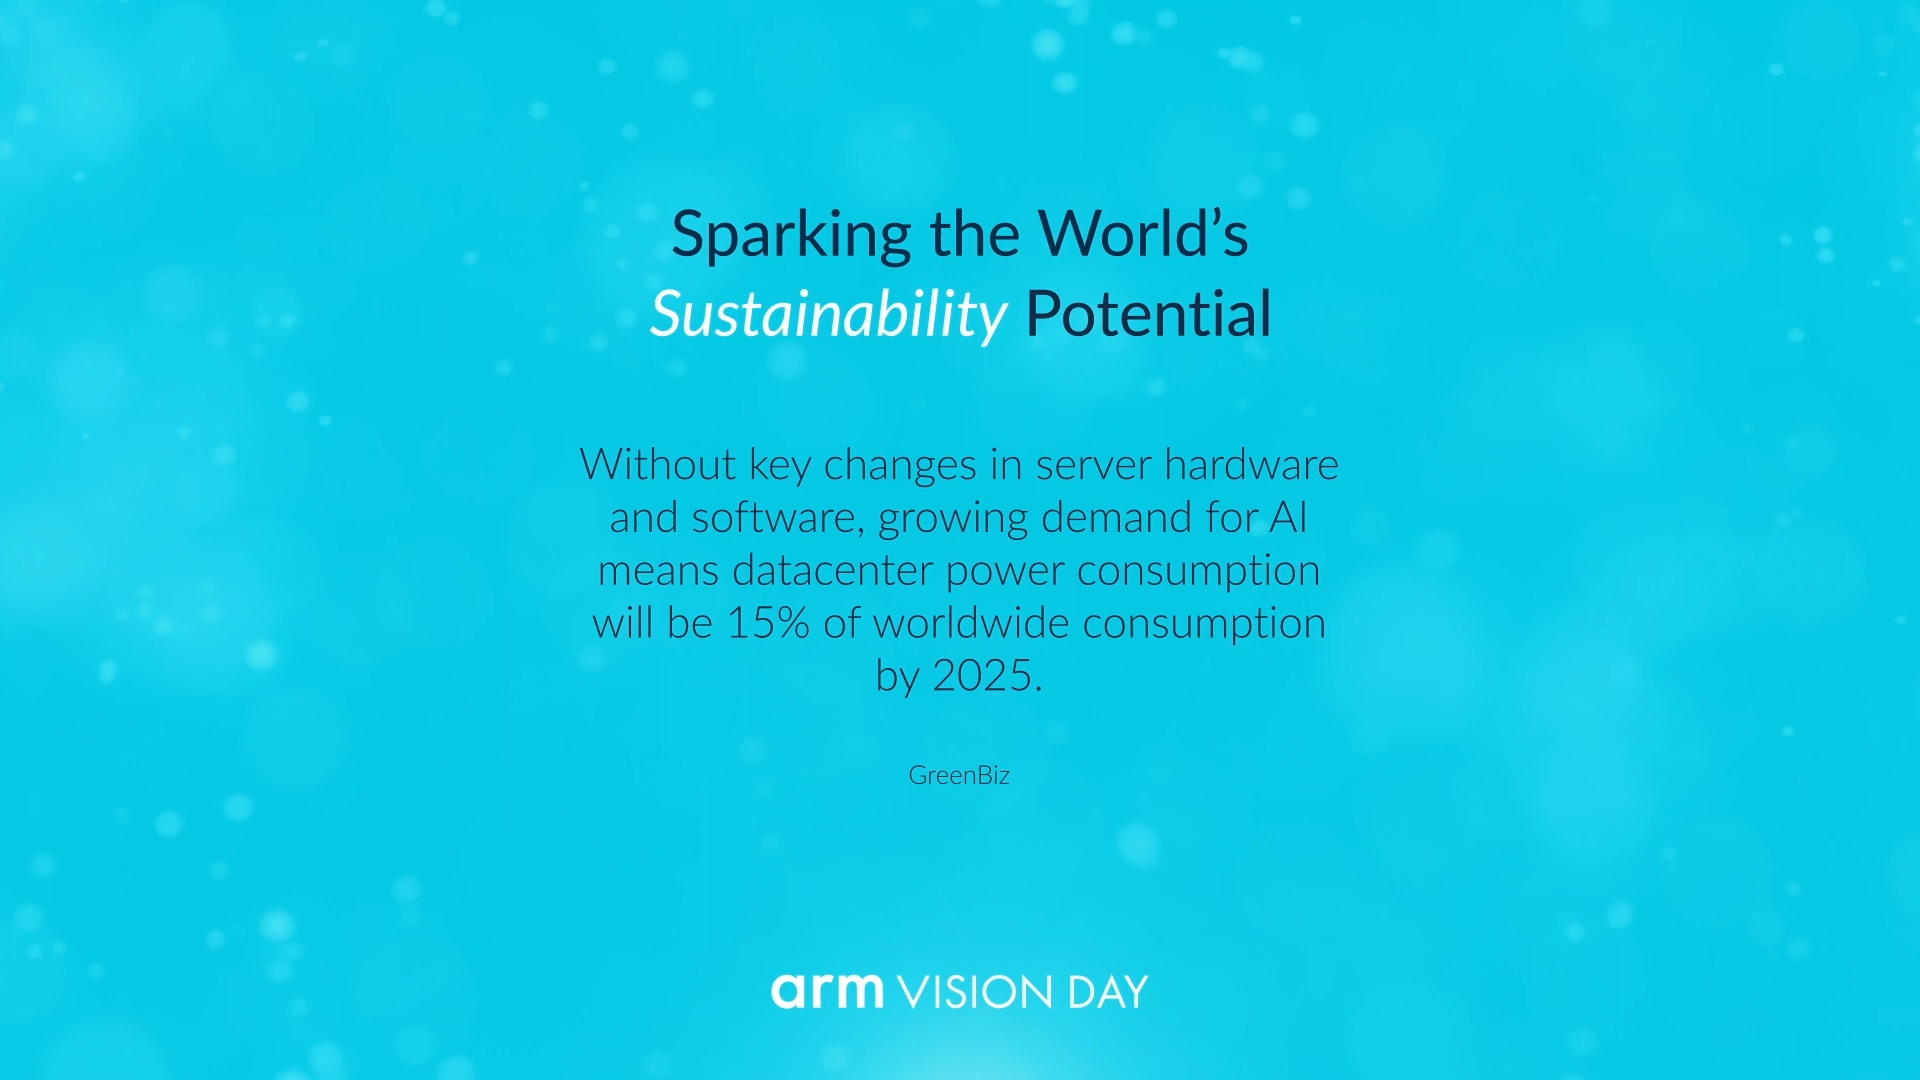 Sparking the World’s
Sustainability Potential
Without key changes in server hardware
and software, growing demand for AI
means datacenter power consumption
will be 15% of worldwide consumption
by 2025.
GreenBiz
arm VISION DAY